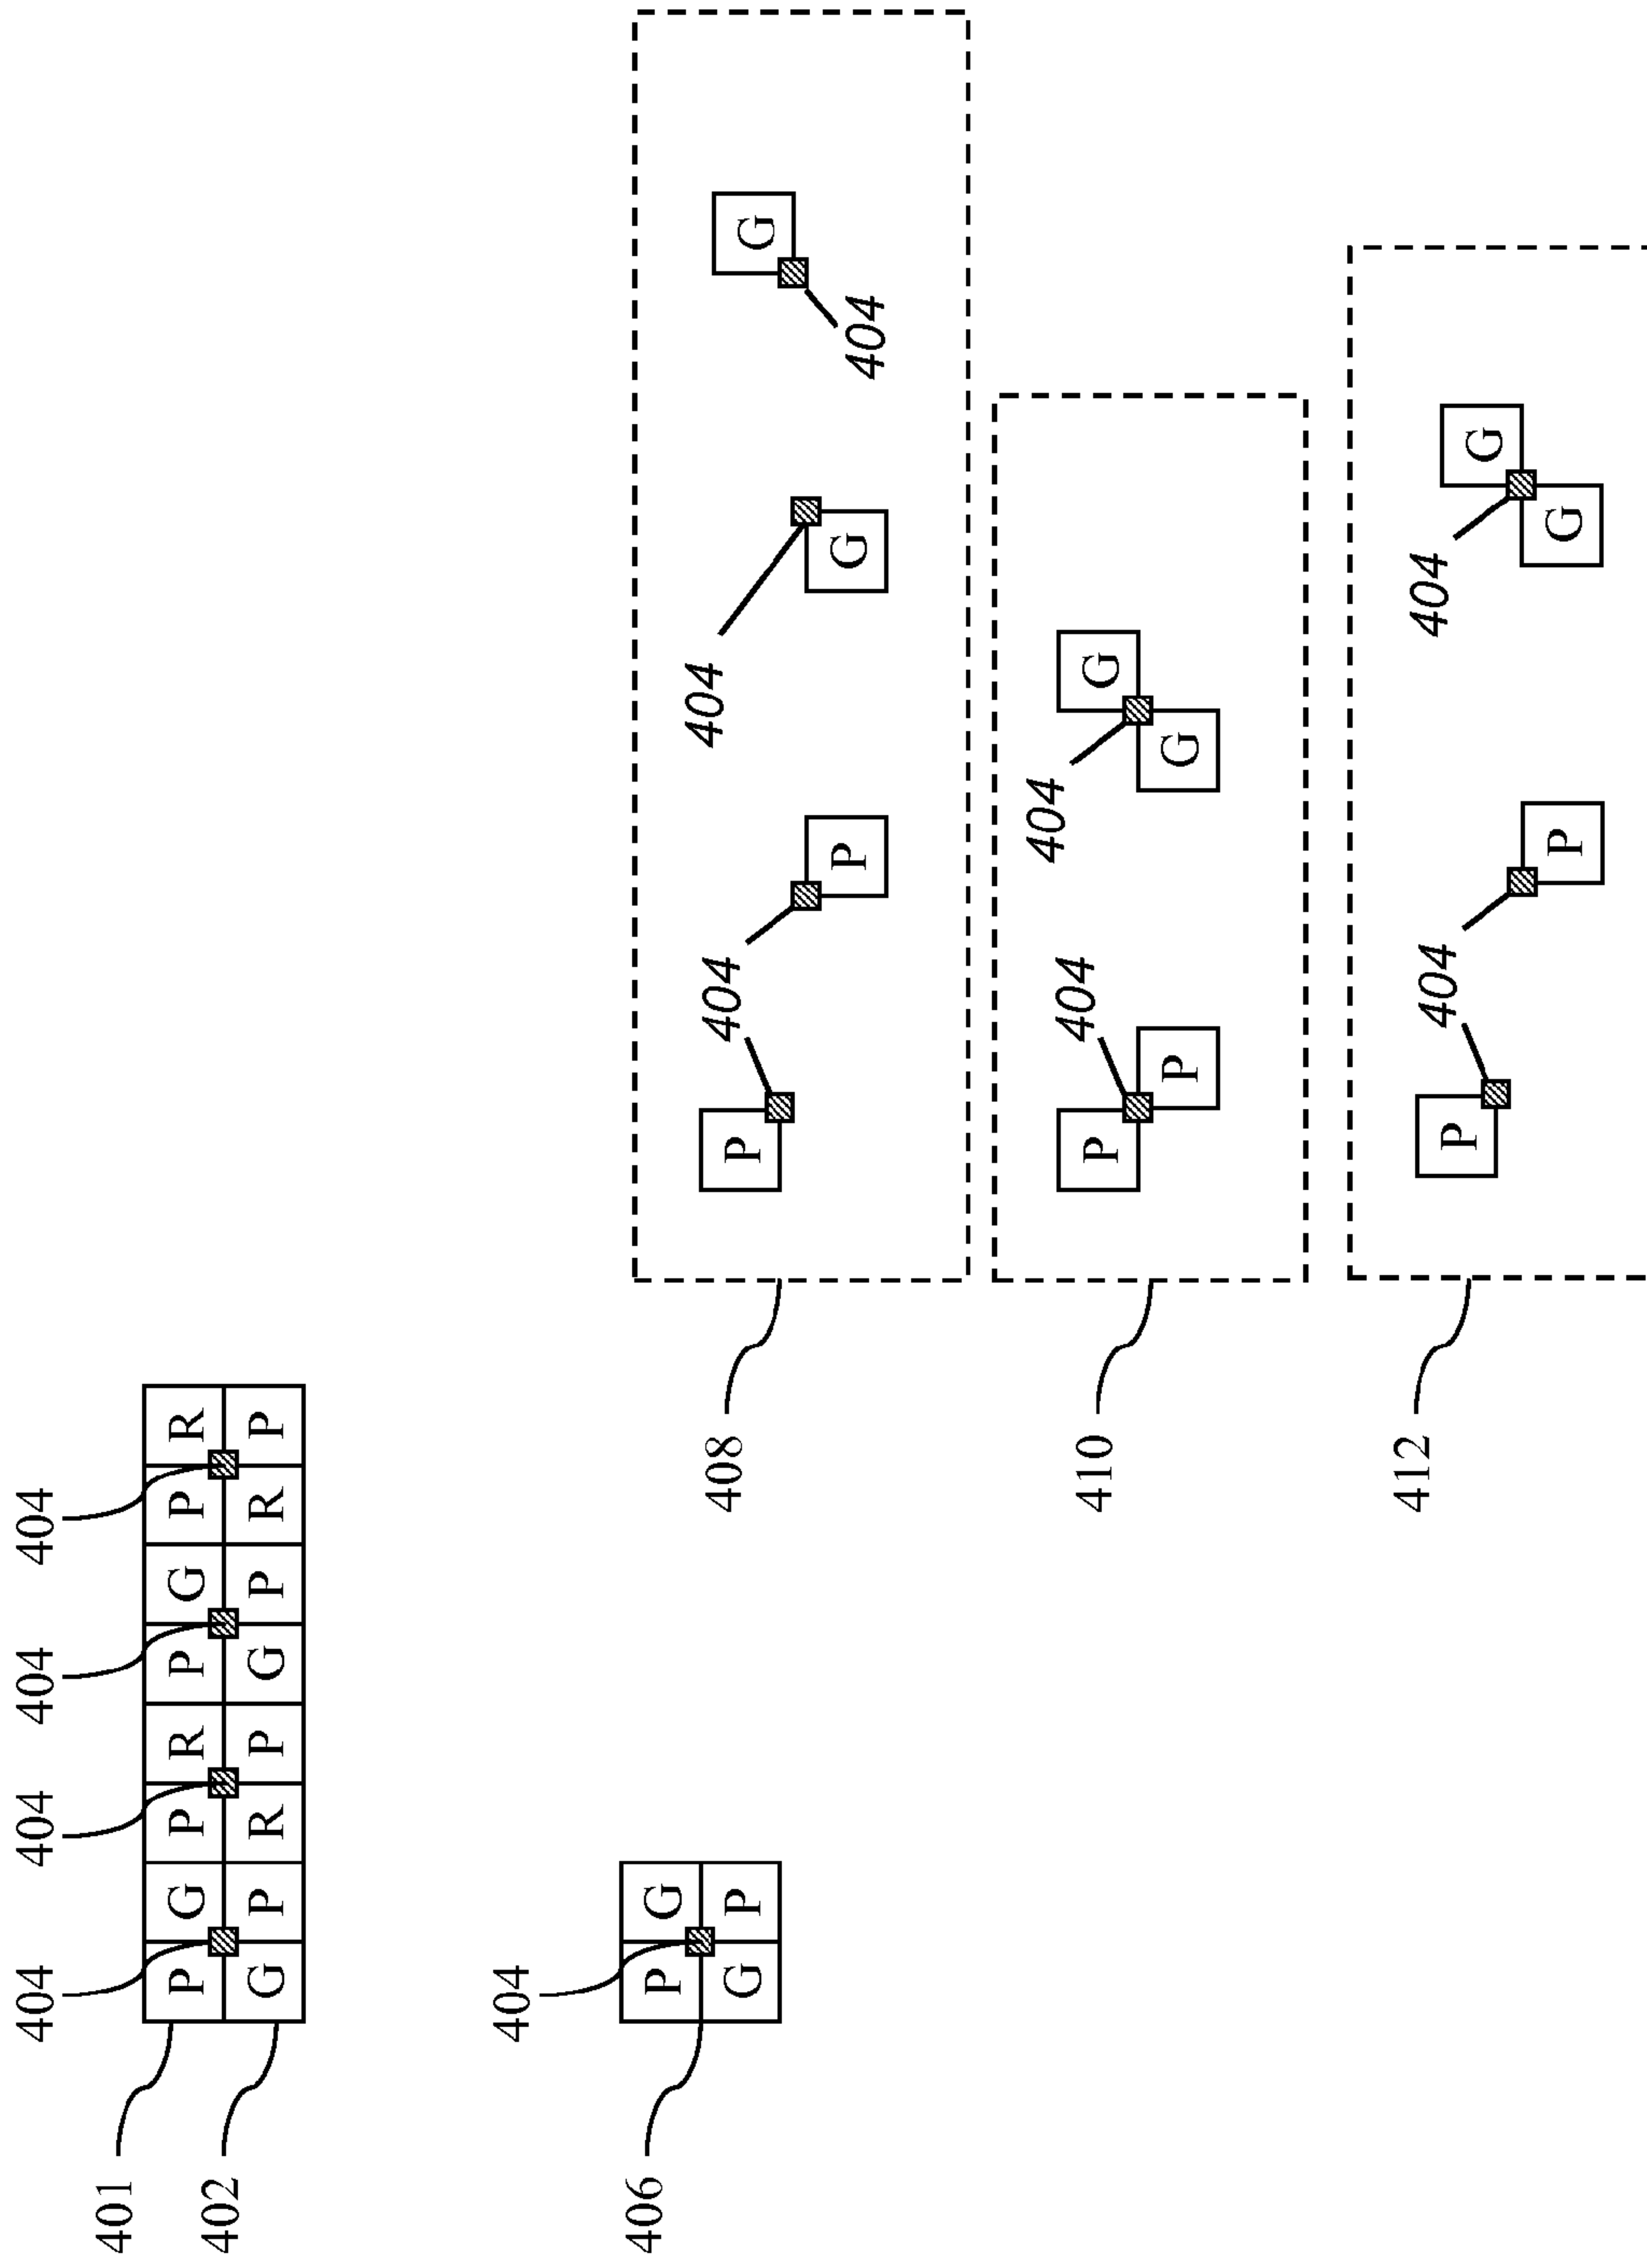 404 404 404 404
401 P G P R P G P R
402 G P R P G P R P
404
406 P G
G P
404 404
408 P G
P G 404
404 404
410 P G
P G
404 404
412 P G
P G